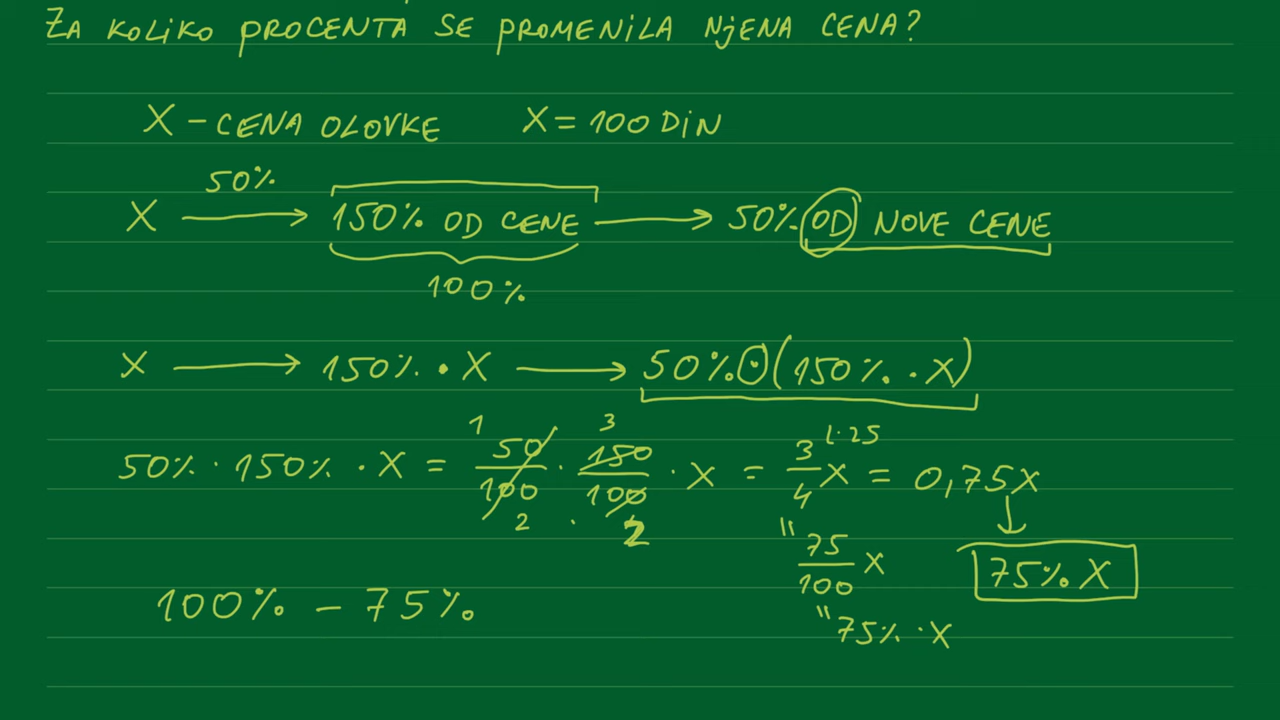 ZA KOLIKO PROCENTA SE PROMENILA NjENA CENA?
X - CENA OLOVKE X = 100 DiN
50%
X → 150% OD CENE → 50% OD NOVE CENE
100%
X → 150% · X → 50% · (150% · X)
50% · 150% · X = 50/100 · 150/100 · X = 3/4 X = 0,75X
1 3 1·25
2 · 2
" 75/100 X 75% X
" 75% · X
100% - 75%